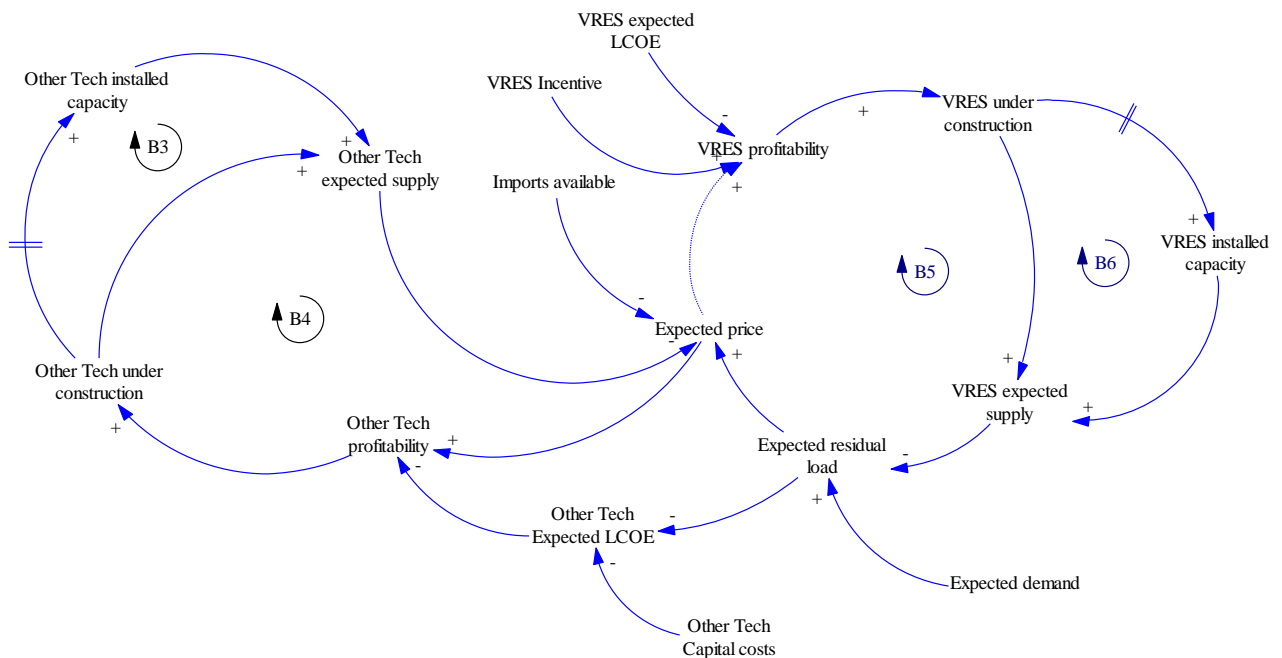 VRES expected
LCOE
VRES Incentive
Other Tech installed
capacity
+
B3
+
Other Tech
expected supply
+
Imports available
-
VRES profitability
+
+
+
VRES under
construction
+
VRES installed
capacity
B5
B6
B4
-
Expected price
-
+
Other Tech under
construction
+
Other Tech
profitability
+
-
+
VRES expected
supply
+
Expected residual
load
-
+
Other Tech
Expected LCOE
-
-
Expected demand
Other Tech
Capital costs